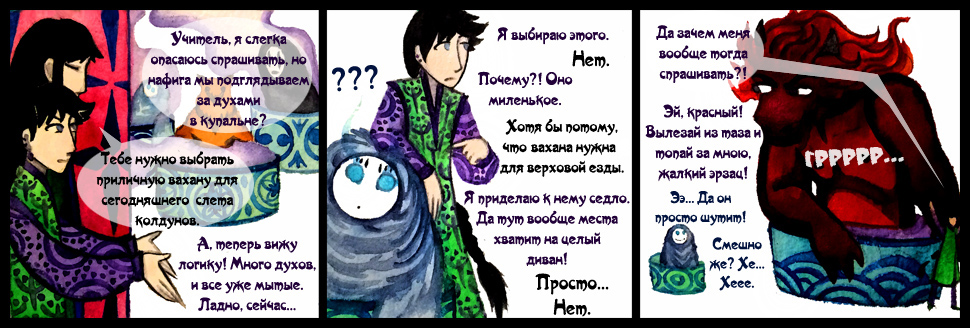 Учитель, я слегка
опасаюсь спрашивать, но
нафига мы подглядываем
за духами
в купальне?
Тебе нужно выбрать
приличную вахану для
сегодняшнего слета
колдунов.
А, теперь вижу
логику! Много духов,
и все уже мытые.
Ладно, сейчас...
???
Я выбираю этого.
Нет.
Почему?! Оно
миленькое.
Хотя бы потому,
что вахана нужна
для верховой езды.
Я приделаю к нему седло.
Да тут вообще места
хватит на целый
диван!
Просто...
Нет.
Да зачем меня
вообще тогда
спрашивать?!
Эй, красный!
Вылезай из таза и
топай за мною,
жалкий эрзац!
ГРРРРР...
Ээ... Да он
просто шутит!
Смешно
же? Хе...
Хеее.